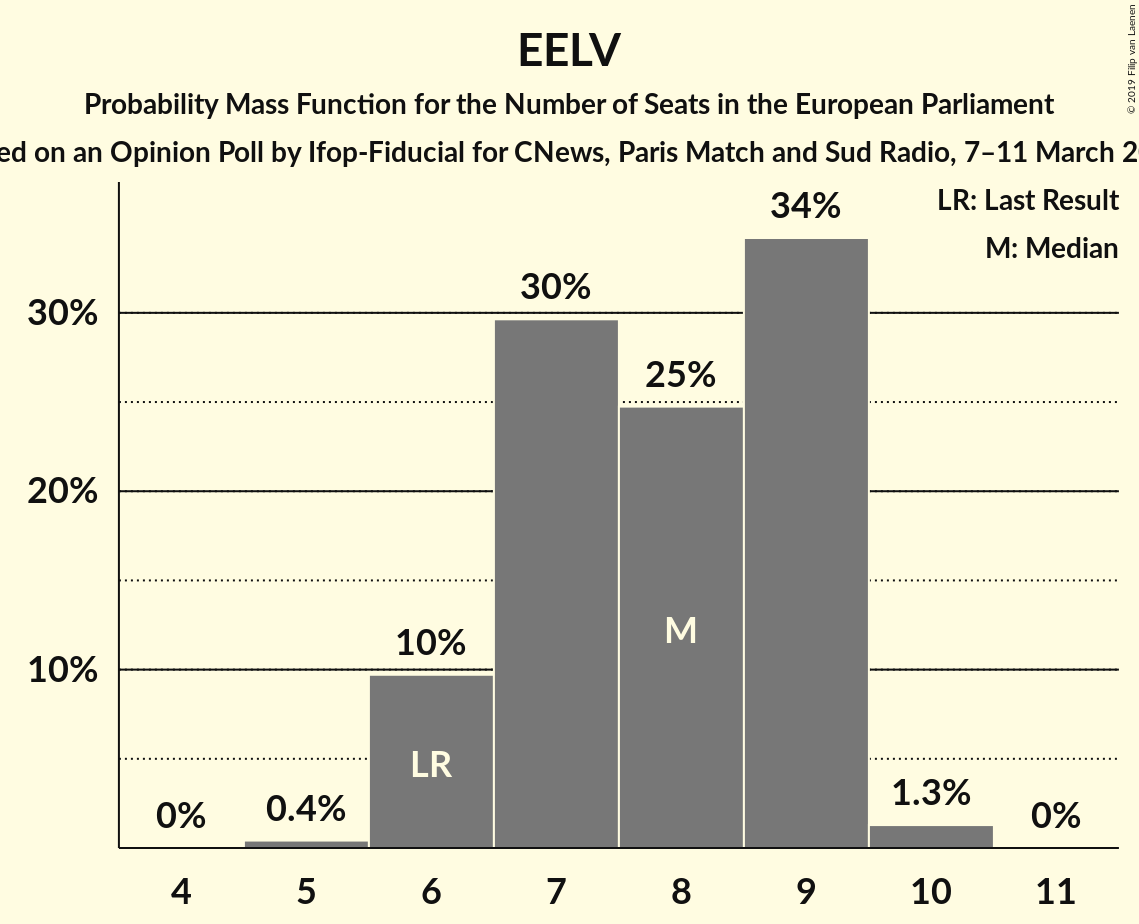 EELV
Probability Mass Function for the Number of Seats in the European Parliament
on an Opinion Poll by Ifop-Fiducial for CNews, Paris Match and Sud Radio, 7–11 March
© 2019 Filip van Laenen
LR: Last Result
M: Median
34%
30%
30%
25%
20%
M
10%
10%
LR
1.3%
0.4%
0%
0%
4 5 6 7 8 9 10 11